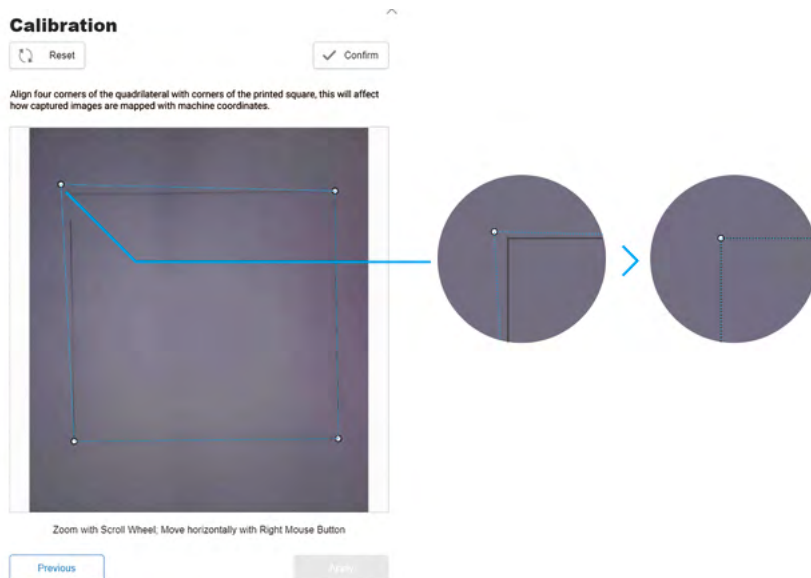 Calibration
Reset
Confirm
Align four corners of the quadrilateral with corners of the printed square, this will affect
how captured images are mapped with machine coordinates.
Zoom with Scroll Wheel; Move horizontally with Right Mouse Button
Previous
Apply